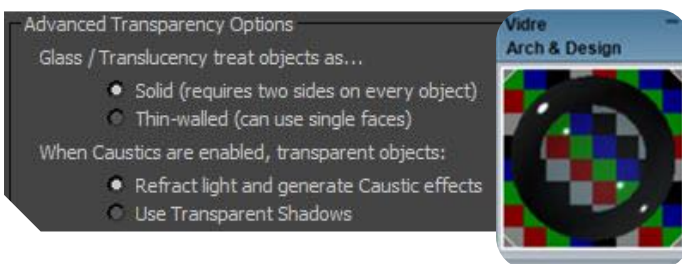 Advanced Transparency Options
Glass / Translucency treat objects as...
Solid (requires two sides on every object)
Thin-walled (can use single faces)
When Caustics are enabled, transparent objects:
Refract light and generate Caustic effects
Use Transparent Shadows
Vidre
Arch & Design